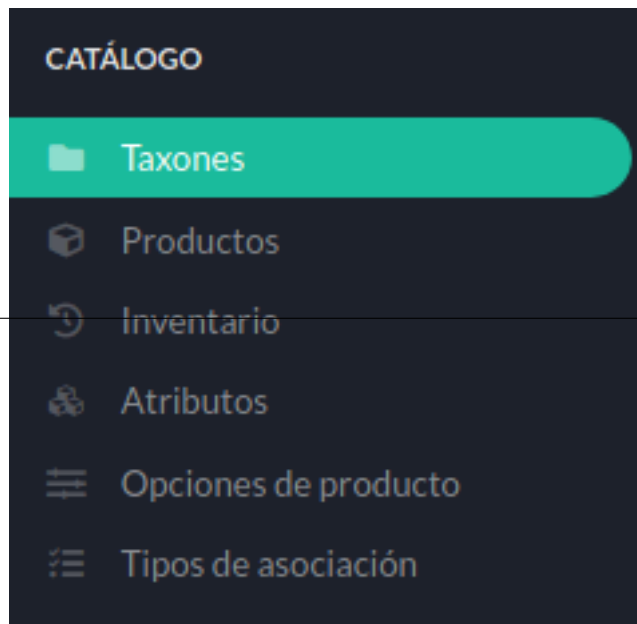 CATÁLOGO
Taxones
Productos
Inventario
Atributos
Opciones de producto
Tipos de asociación